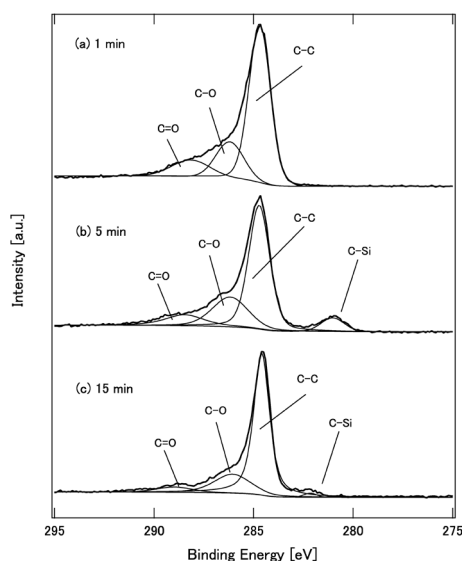 (a) 1 min
C−C
C−O
C=O
(b) 5 min
C−C
C−O
C−Si
C=O
(c) 15 min
C−C
C−O
C−Si
C=O
Intensity [a.u.]
295 290 285 280 275
Binding Energy [eV]